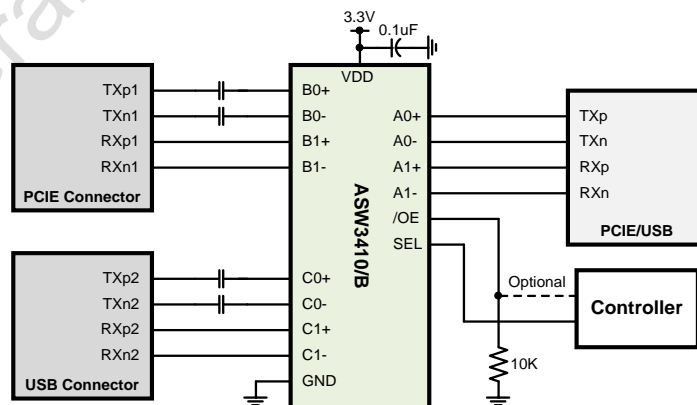 3.3V
0.1uF
VDD
TXp1
TXn1
RXp1
RXn1
PCIE Connector
B0+
B0-
B1+
B1-
A0+
A0-
A1+
A1-
/OE
SEL
ASW3410/B
TXp
TXn
RXp
RXn
PCIE/USB
TXp2
TXn2
RXp2
RXn2
USB Connector
C0+
C0-
C1+
C1-
GND
Optional
Controller
10K